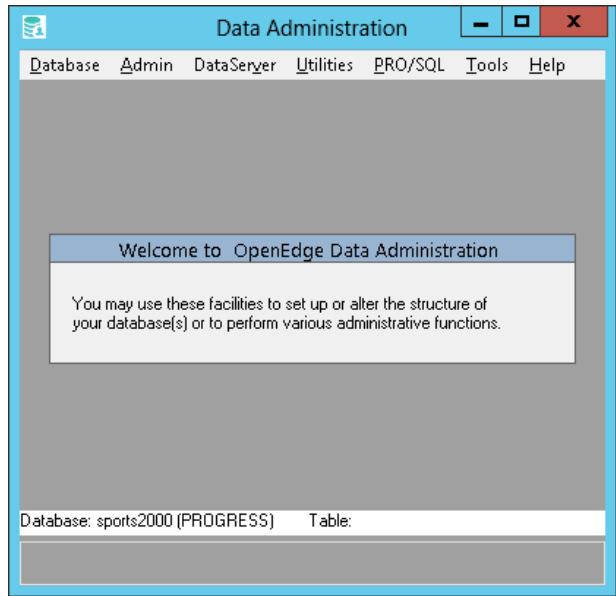 Data Administration
Database Admin DataServer Utilities PRO/SQL Tools Help
Welcome to OpenEdge Data Administration
You may use these facilities to set up or alter the structure of
your database(s) or to perform various administrative functions.
Database: sports2000 (PROGRESS) Table: